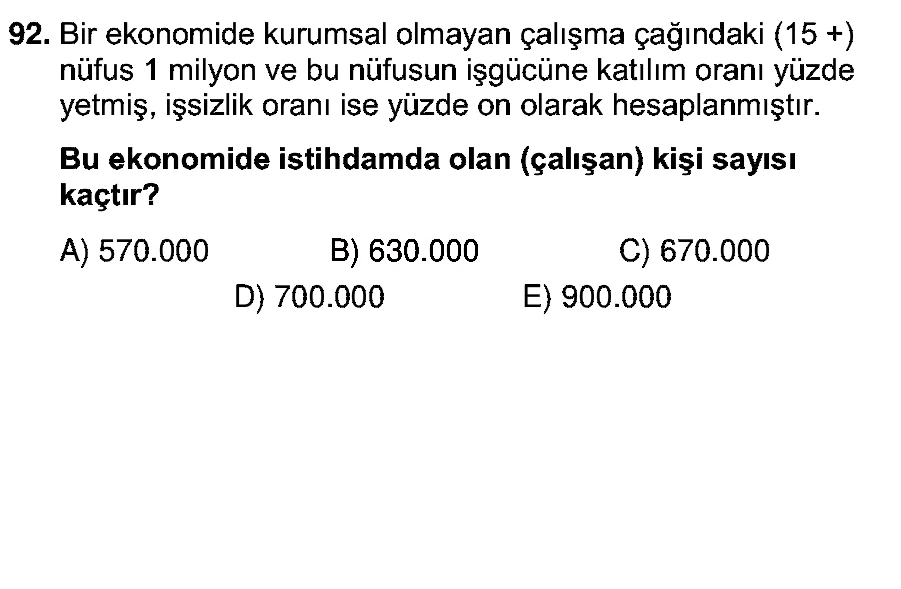 92. Bir ekonomide kurumsal olmayan çalışma çağındaki (15 +)
nüfus 1 milyon ve bu nüfusun işgücüne katılım oranı yüzde
yetmiş, işsizlik oranı ise yüzde on olarak hesaplanmıştır.
Bu ekonomide istihdamda olan (çalışan) kişi sayısı
kaçtır?
A) 570.000 B) 630.000 C) 670.000
D) 700.000 E) 900.000